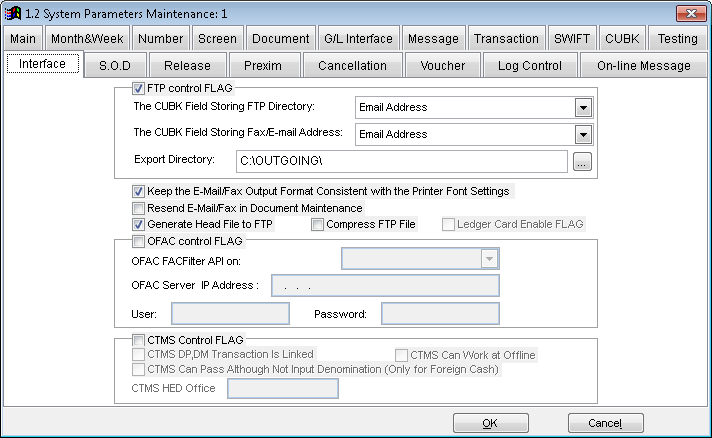 1.2 System Parameters Maintenance: 1
Main Month&Week Number Screen Document G/L Interface Message Transaction SWIFT CUBK Testing
Interface S.O.D Release Prexim Cancellation Voucher Log Control On-line Message
FTP control FLAG
The CUBK Field Storing FTP Directory: Email Address
The CUBK Field Storing Fax/E-mail Address: Email Address
Export Directory: C:\OUTGOING\ ...
Keep the E-Mail/Fax Output Format Consistent with the Printer Font Settings
Resend E-Mail/Fax in Document Maintenance
Generate Head File to FTP Compress FTP File Ledger Card Enable FLAG
OFAC control FLAG
OFAC FACFilter API on:
OFAC Server IP Address : . . .
User: Password:
CTMS Control FLAG
CTMS DP,DM Transaction Is Linked CTMS Can Work at Offline
CTMS Can Pass Although Not Input Denomination (Only for Foreign Cash)
CTMS HED Office
OK Cancel